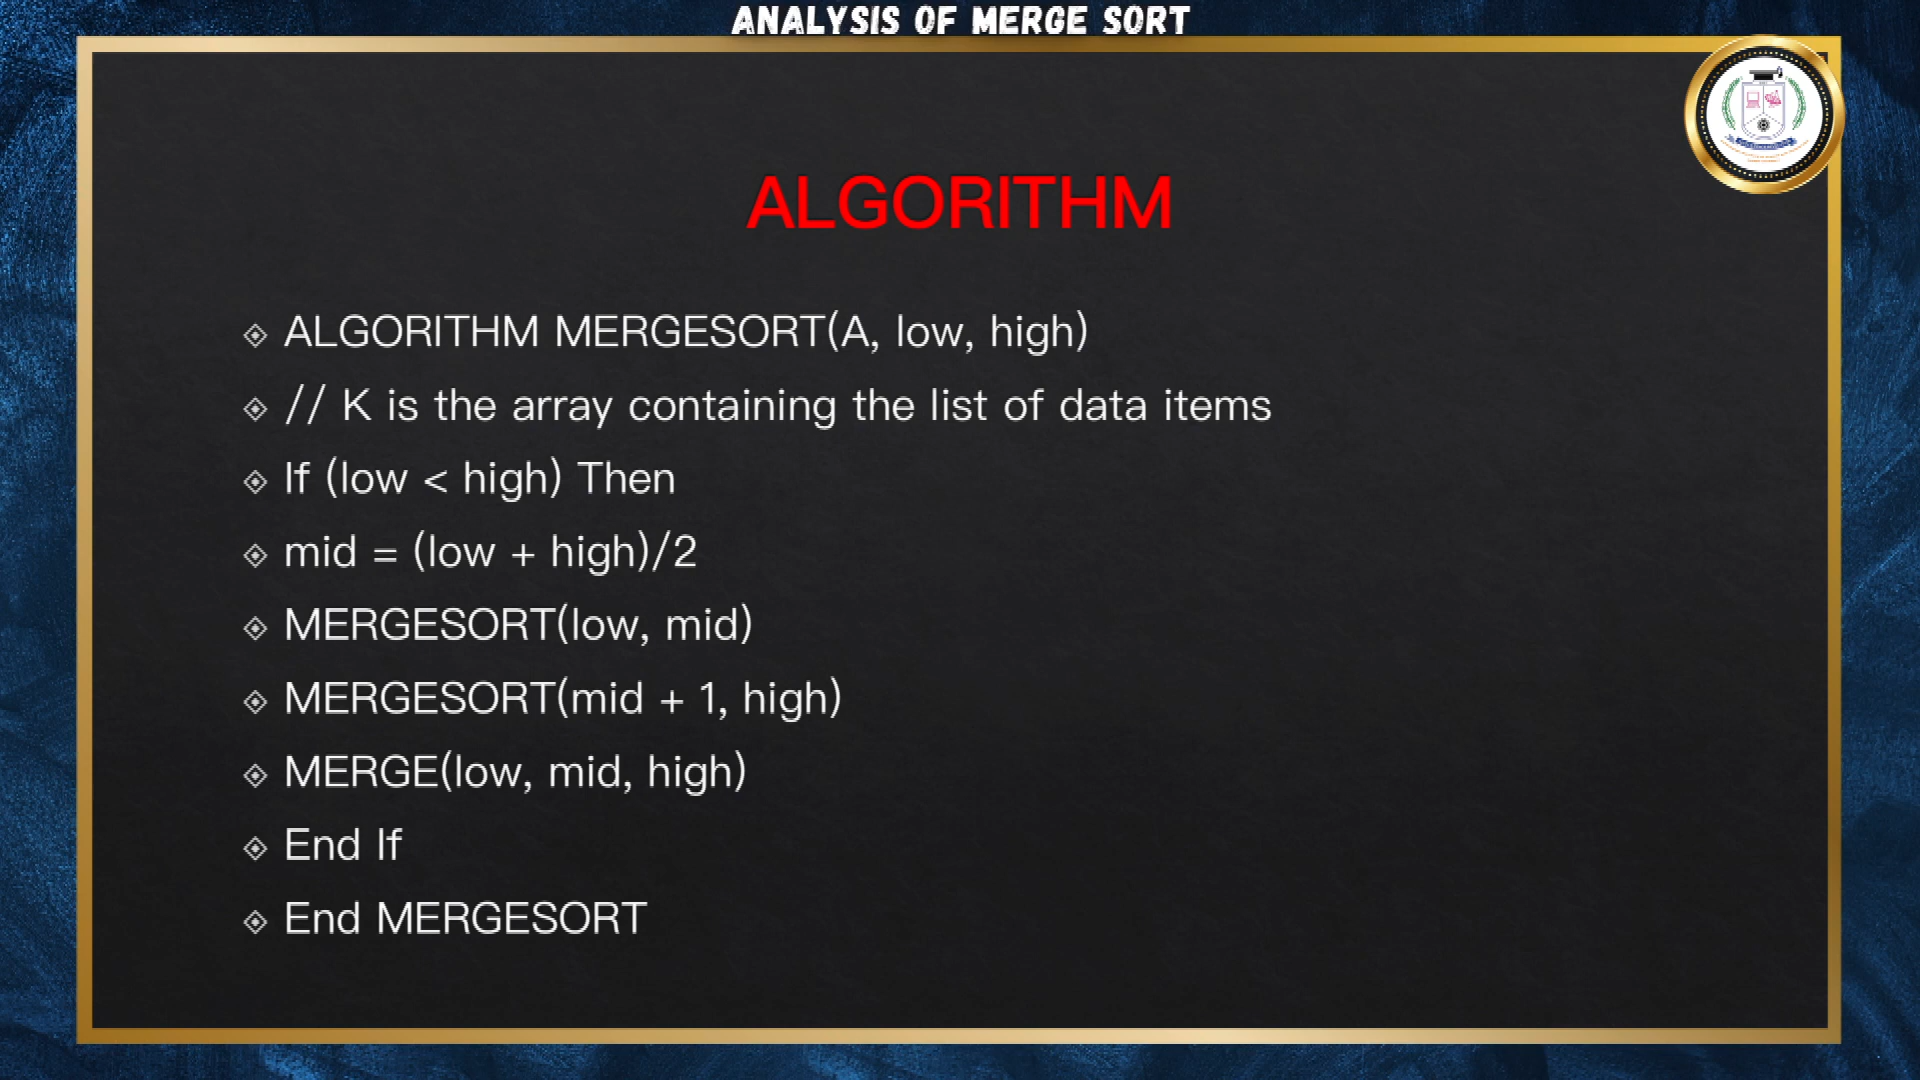 ANALYSIS OF MERGE SORT
ALGORITHM
ALGORITHM MERGESORT(A, low, high)
// K is the array containing the list of data items
If (low < high) Then
mid = (low + high)/2
MERGESORT(low, mid)
MERGESORT(mid + 1, high)
MERGE(low, mid, high)
End If
End MERGESORT